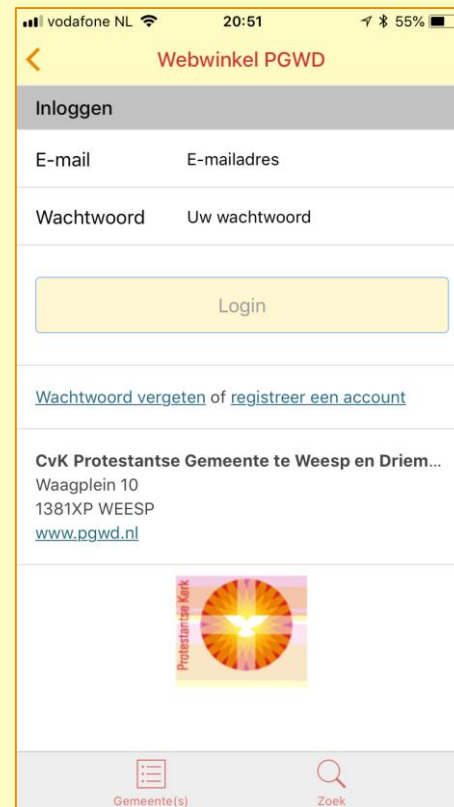 vodafone NL 20:51 55%
Webwinkel PGWD
Inloggen
E-mail E-mailadres
Wachtwoord Uw wachtwoord
Login
Wachtwoord vergeten of registreer een account
CvK Protestantse Gemeente te Weesp en Driem...
Waagplein 10
1381XP WEESP
www.pgwd.nl
Protestantse Kerk
Gemeente(s) Zoek